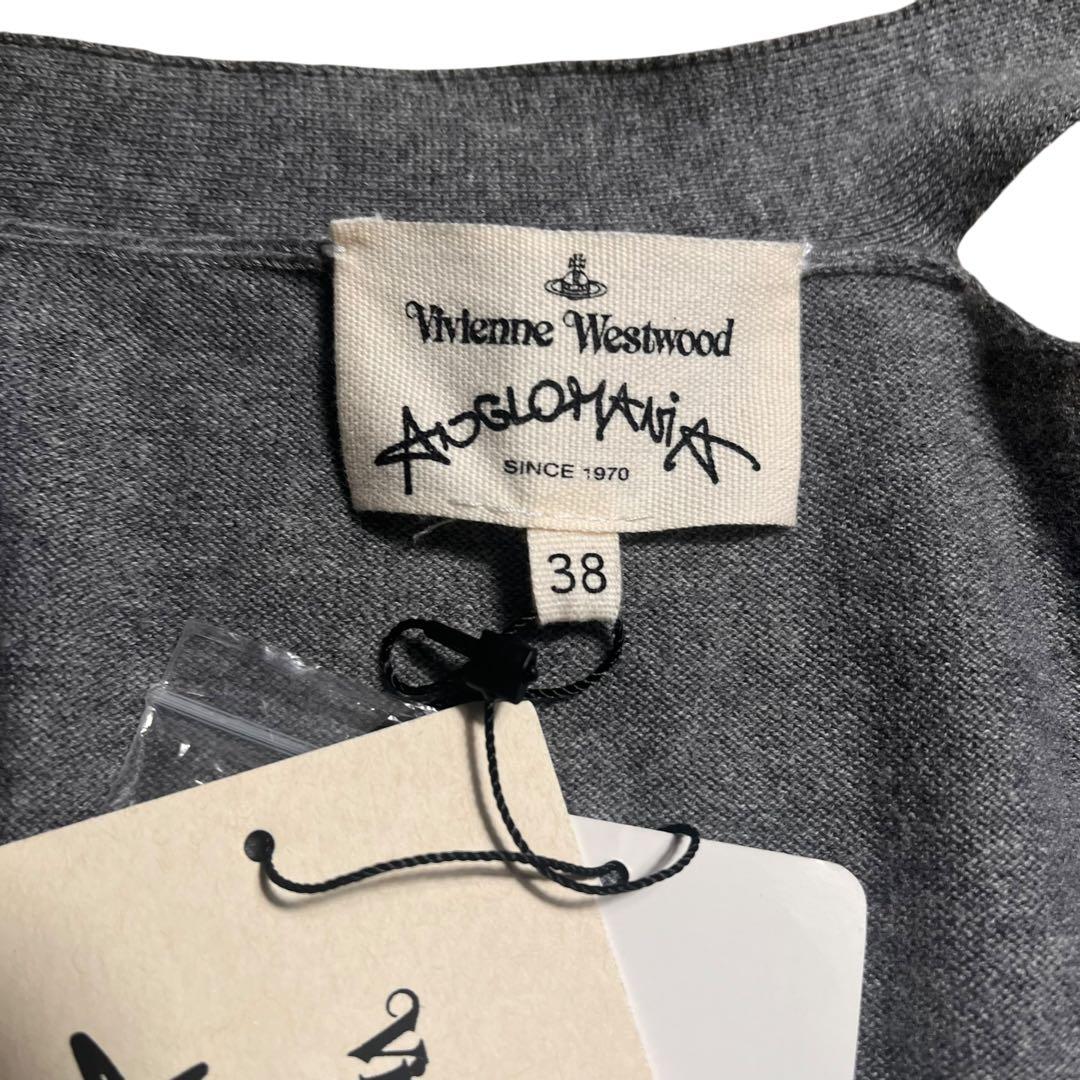 Vivienne Westwood
ANGLOMANiA
SINCE 1970
38